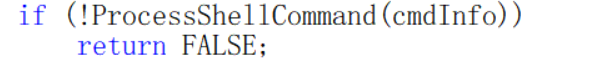 if (!ProcessShellCommand(cmdInfo))
    return FALSE;